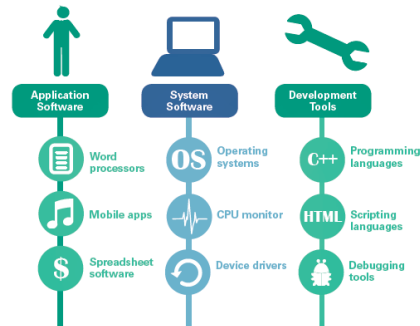 Application
Software
System
Software
Development
Tools
Word
processors
OS
Operating
systems
C++
Programming
languages
Mobile apps
CPU monitor
HTML
Scripting
languages
$
Spreadsheet
software
Device drivers
Debugging
tools